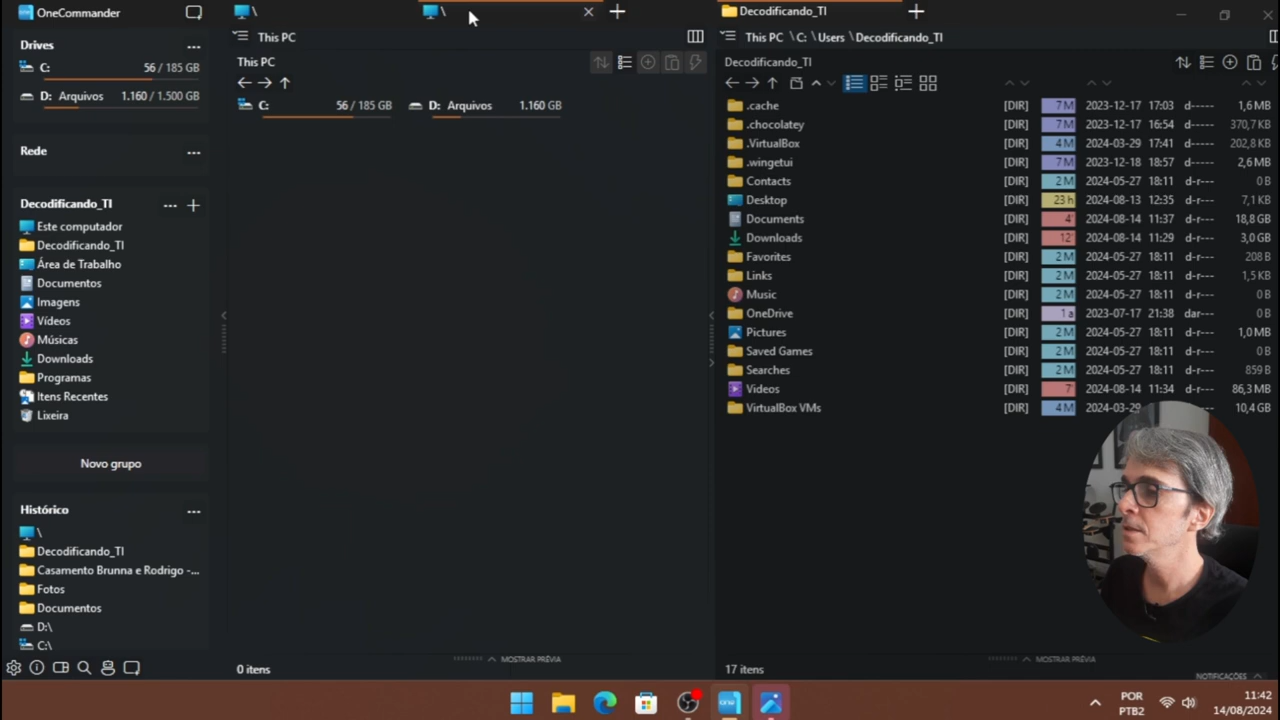 OneCommander
Drives ...
C: 56 / 185 GB
D: Arquivos 1.160 / 1.500 GB
Rede ...
Decodificando_TI ... +
Este computador
Decodificando_TI
Área de Trabalho
Documentos
Imagens
Vídeos
Músicas
Downloads
Programas
Itens Recentes
Lixeira
Novo grupo
Histórico ...
\
Decodificando_TI
Casamento Brunna e Rodrigo -...
Fotos
Documentos
D:\
C:\
\
\
This PC
This PC
C: 56 / 185 GB D: Arquivos 1.160 GB
0 itens
MOSTRAR PRÉVIA
Decodificando_TI
This PC \C: \Users \Decodificando_TI
Decodificando_TI
.cache [DIR] 7 M 2023-12-17 17:03 d----- 1,6 MB
.chocolatey [DIR] 7 M 2023-12-17 16:54 d----- 370,7 KB
.VirtualBox [DIR] 4 M 2024-03-29 17:41 d----- 202,8 KB
.wingetui [DIR] 7 M 2023-12-18 18:57 d----- 2,6 MB
Contacts [DIR] 2 M 2024-05-27 18:11 d-r--- 0 B
Desktop [DIR] 23 h 2024-08-13 12:35 d-r--- 7,1 KB
Documents [DIR] 4' 2024-08-14 11:37 d-r--- 18,8 GB
Downloads [DIR] 12' 2024-08-14 11:29 d-r--- 3,0 GB
Favorites [DIR] 2 M 2024-05-27 18:11 d-r--- 208 B
Links [DIR] 2 M 2024-05-27 18:11 d-r--- 1,5 KB
Music [DIR] 2 M 2024-05-27 18:11 d-r--- 0 B
OneDrive [DIR] 1 a 2023-07-17 21:38 dar--- 0 B
Pictures [DIR] 2 M 2024-05-27 18:11 d-r--- 1,0 MB
Saved Games [DIR] 2 M 2024-05-27 18:11 d-r--- 0 B
Searches [DIR] 2 M 2024-05-27 18:11 d-r--- 859 B
Videos [DIR] 7' 2024-08-14 11:34 d-r--- 86,3 MB
VirtualBox VMs [DIR] 4 M 2024-03-29 10,4 GB
17 itens
MOSTRAR PRÉVIA
NOTIFICAÇÕES
POR
PTB2
11:42
14/08/2024